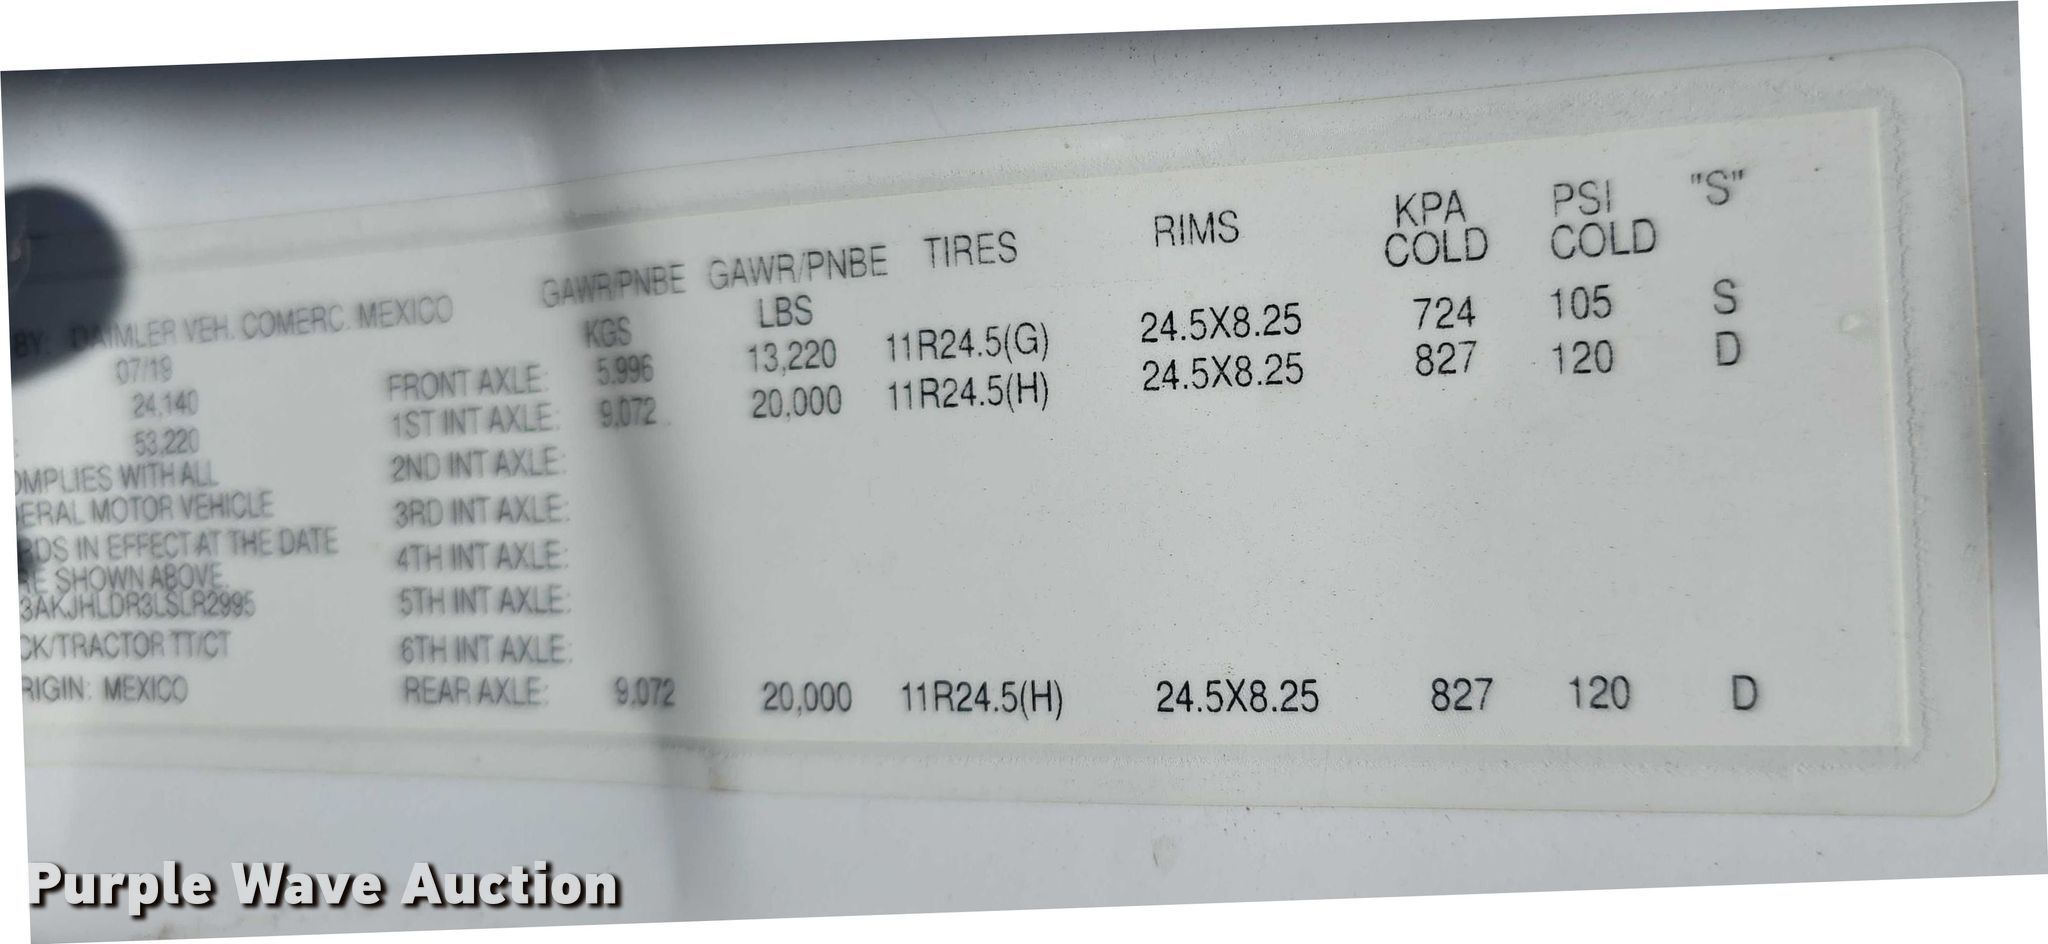 GAWR/PNBE GAWR/PNBE TIRES RIMS KPA PSI "S"
KGS LBS COLD COLD
BY: DAIMLER VEH. COMERC. MEXICO
07/19 FRONT AXLE: 5,996 13,220 11R24.5(G) 24.5X8.25 724 105 S
24,140 1ST INT AXLE: 9,072 20,000 11R24.5(H) 24.5X8.25 827 120 D
53,220 2ND INT AXLE:
OMPLIES WITH ALL
ERAL MOTOR VEHICLE 3RD INT AXLE:
RDS IN EFFECT AT THE DATE 4TH INT AXLE:
RE SHOWN ABOVE.
3AKJHLDR3LSLR2995 5TH INT AXLE:
CK/TRACTOR TT/CT 6TH INT AXLE:
RIGIN: MEXICO REAR AXLE: 9,072 20,000 11R24.5(H) 24.5X8.25 827 120 D
Purple Wave Auction